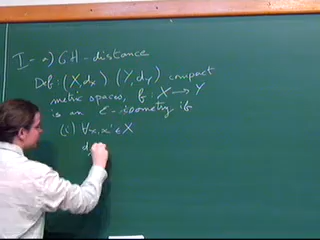 I - a) GH - distance
Def : (X, dx) (Y, dy) compact
metric spaces, f : X → Y
is an ε-isometry if
(i) ∀x, x' ∈ X
d